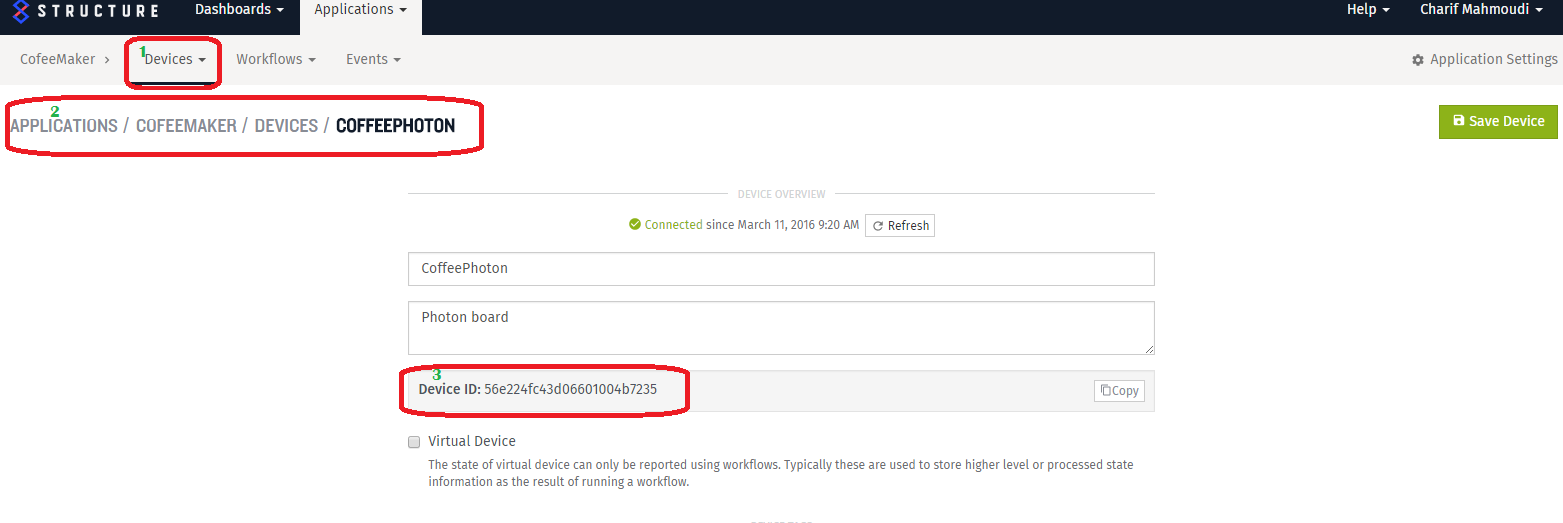 STRUCTURE Dashboards Applications Help Charif Mahmoudi
CofeeMaker > 1 Devices Workflows Events Application Settings
2
APPLICATIONS / COFEEMAKER / DEVICES / COFFEEPHOTON Save Device
DEVICE OVERVIEW
Connected since March 11, 2016 9:20 AM Refresh
CoffeePhoton
Photon board
3
Device ID: 56e224fc43d06601004b7235 Copy
Virtual Device
The state of virtual device can only be reported using workflows. Typically these are used to store higher level or processed state
information as the result of running a workflow.